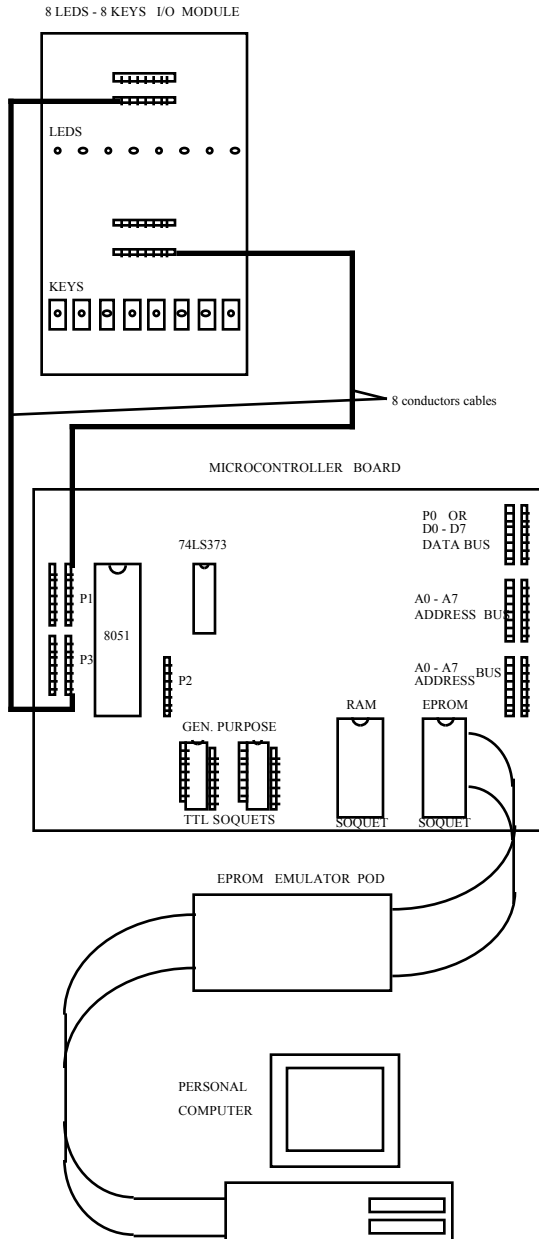 8 LEDS - 8 KEYS I/O MODULE
LEDS
KEYS
8 conductors cables
MICROCONTROLLER BOARD
P0 OR
D0 - D7
DATA BUS
74LS373
A0 - A7
ADDRESS BUS
P1
8051
P3
P2
A0 - A7
ADDRESS BUS
GEN. PURPOSE
RAM
EPROM
TTL SOQUETS
SOQUET
SOQUET
EPROM EMULATOR POD
PERSONAL
COMPUTER